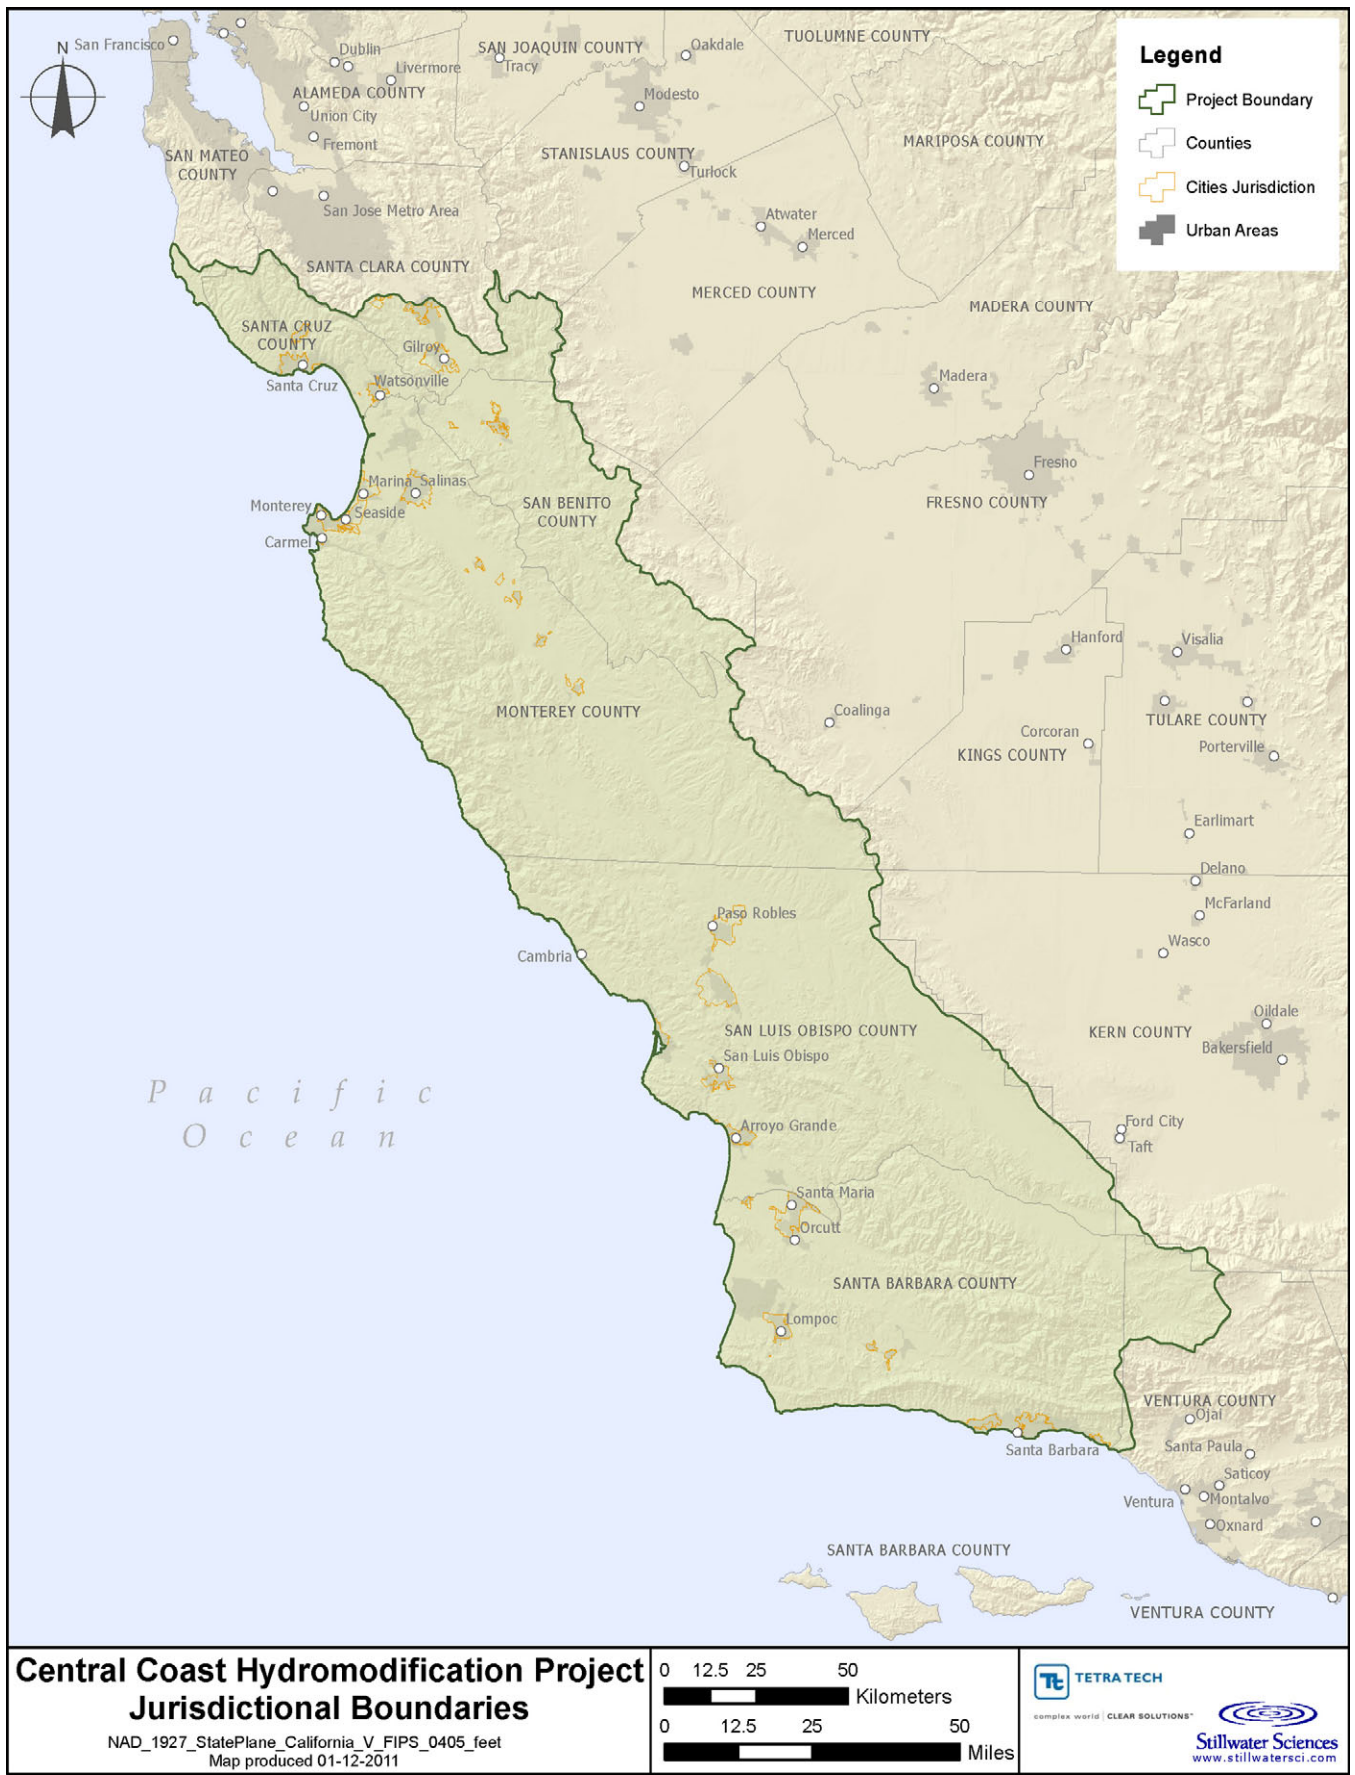 N
San Francisco
Dublin
Livermore
ALAMEDA COUNTY
Union City
Fremont
SAN JOAQUIN COUNTY
Tracy
Oakdale
TUOLUMNE COUNTY
Modesto
STANISLAUS COUNTY
Turlock
MARIPOSA COUNTY
SAN MATEO
COUNTY
San Jose Metro Area
Atwater
Merced
SANTA CLARA COUNTY
MERCED COUNTY
MADERA COUNTY
Legend
Project Boundary
Counties
Cities Jurisdiction
Urban Areas
SANTA CRUZ
COUNTY
Gilroy
Santa Cruz
Watsonville
Madera
Fresno
FRESNO COUNTY
Marina
Salinas
Monterey
Seaside
Carmel
SAN BENITO
COUNTY
Hanford
Visalia
MONTEREY COUNTY
Coalinga
TULARE COUNTY
Corcoran
KINGS COUNTY
Porterville
Earlimart
Delano
McFarland
Wasco
Paso Robles
Cambria
Oildale
Bakersfield
KERN COUNTY
SAN LUIS OBISPO COUNTY
San Luis Obispo
Pacific
Ocean
Arroyo Grande
Ford City
Taft
Santa Maria
Orcutt
SANTA BARBARA COUNTY
Lompoc
VENTURA COUNTY
Ojai
Santa Barbara
Santa Paula
Saticoy
Ventura
Montalvo
Oxnard
SANTA BARBARA COUNTY
VENTURA COUNTY
Central Coast Hydromodification Project
Jurisdictional Boundaries
NAD_1927_StatePlane_California_V_FIPS_0405_feet
Map produced 01-12-2011
0 12.5 25 50
Kilometers
0 12.5 25 50
Miles
Tt TETRA TECH
complex world | CLEAR SOLUTIONS™
Stillwater Sciences
www.stillwatersci.com